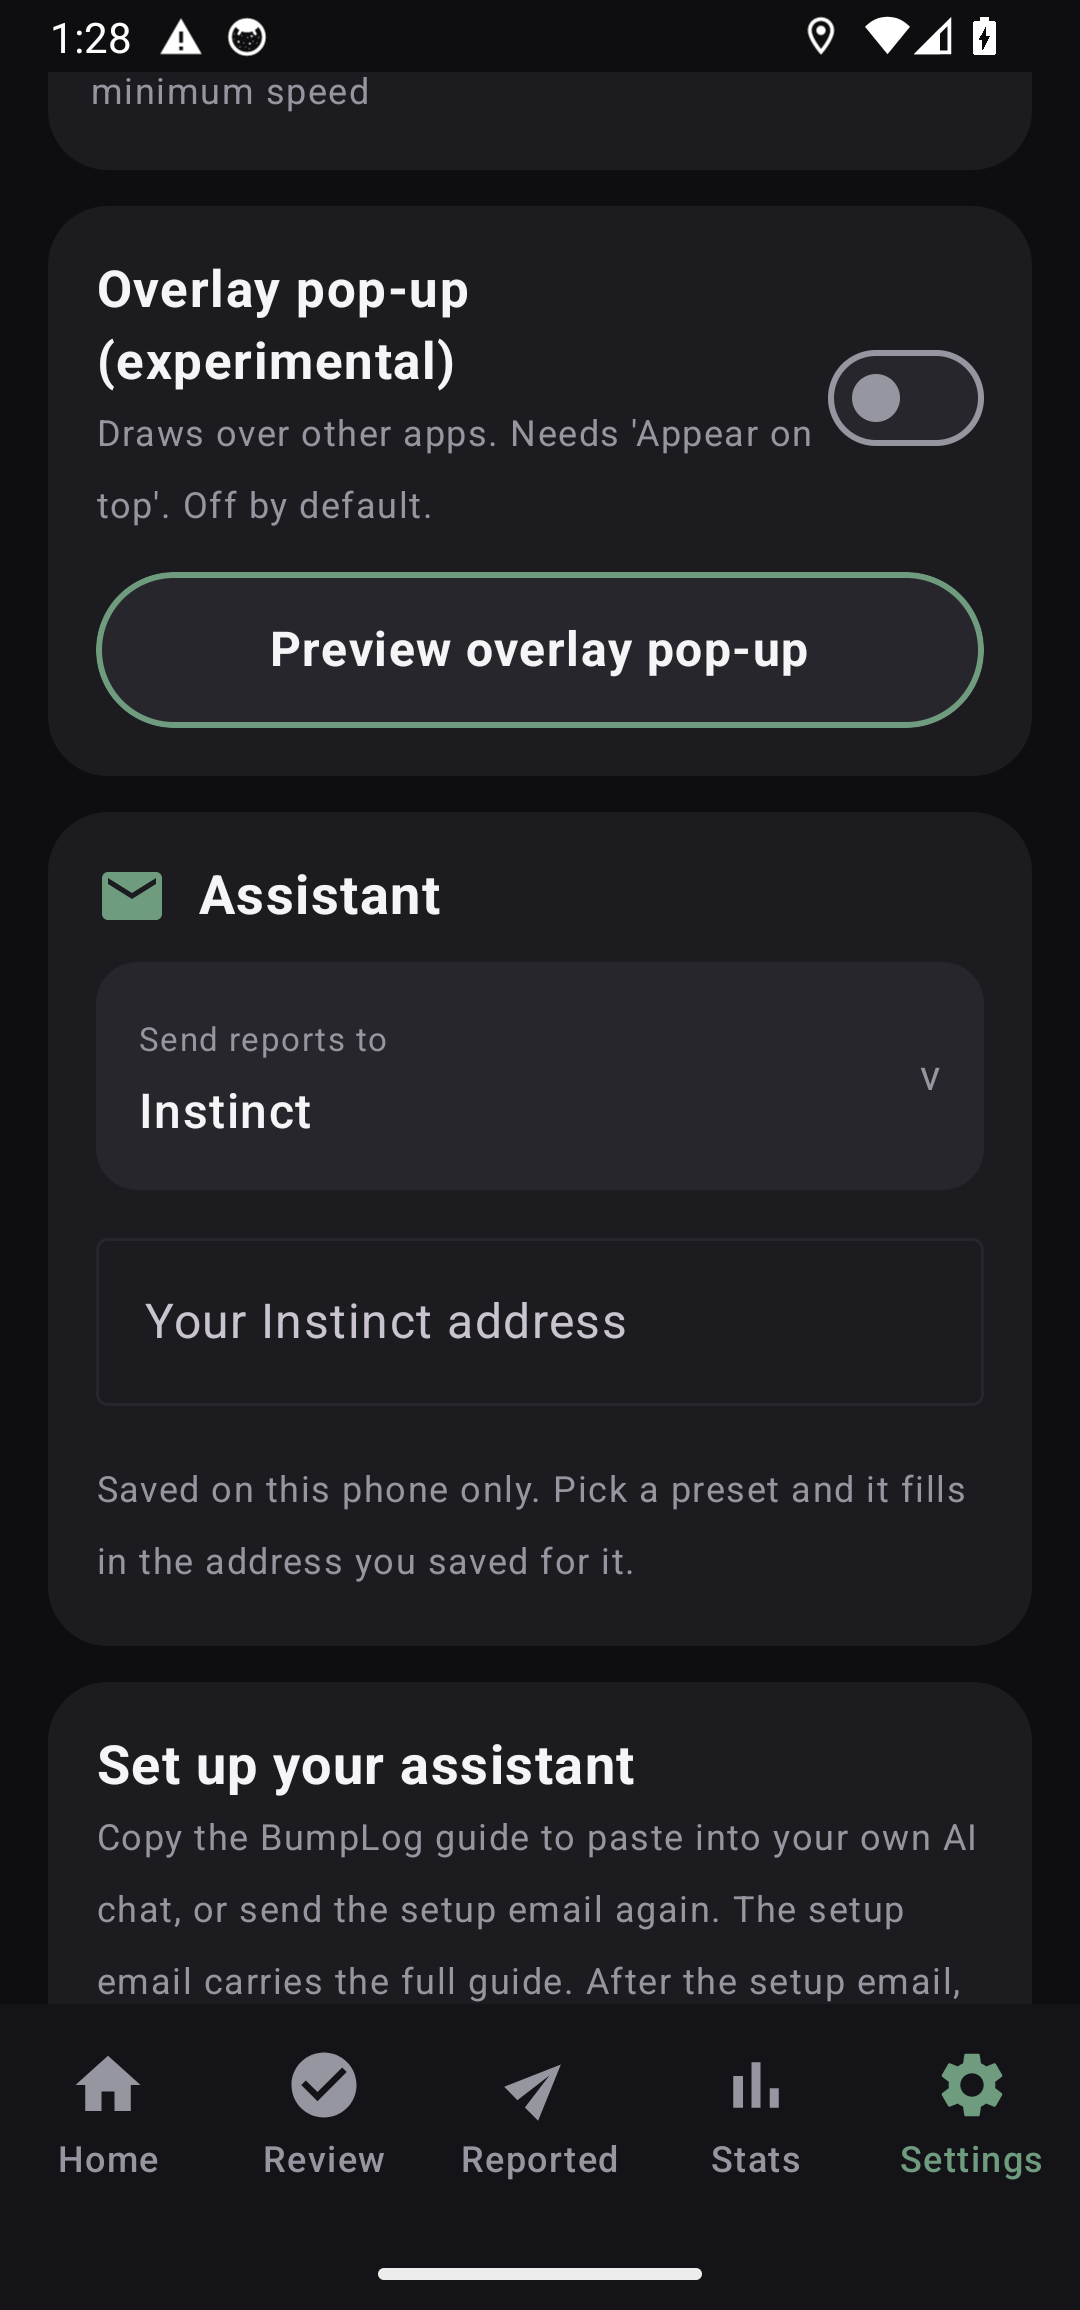 1:28
minimum speed
Overlay pop-up
(experimental)
Draws over other apps. Needs 'Appear on
top'. Off by default.
Preview overlay pop-up
Assistant
Send reports to
Instinct
v
Your Instinct address
Saved on this phone only. Pick a preset and it fills
in the address you saved for it.
Set up your assistant
Copy the BumpLog guide to paste into your own AI
chat, or send the setup email again. The setup
email carries the full guide. After the setup email,
Home
Review
Reported
Stats
Settings